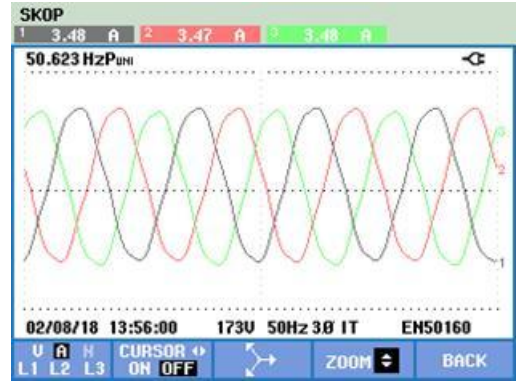 SKOP
1 3.48 A 2 3.47 A 3 3.48 A
50.623 HzPUNI
3
2
1
02/08/18 13:56:00 173V 50Hz 3Ø IT EN50160
V A N CURSOR ON OFF ZOOM BACK
L1 L2 L3